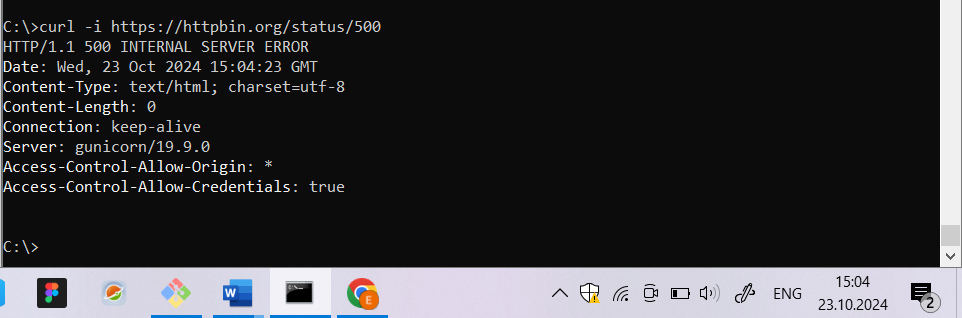 C:\>curl -i https://httpbin.org/status/500
HTTP/1.1 500 INTERNAL SERVER ERROR
Date: Wed, 23 Oct 2024 15:04:23 GMT
Content-Type: text/html; charset=utf-8
Content-Length: 0
Connection: keep-alive
Server: gunicorn/19.9.0
Access-Control-Allow-Origin: *
Access-Control-Allow-Credentials: true
C:\>
W
C:\
E
ENG
15:04
23.10.2024
2